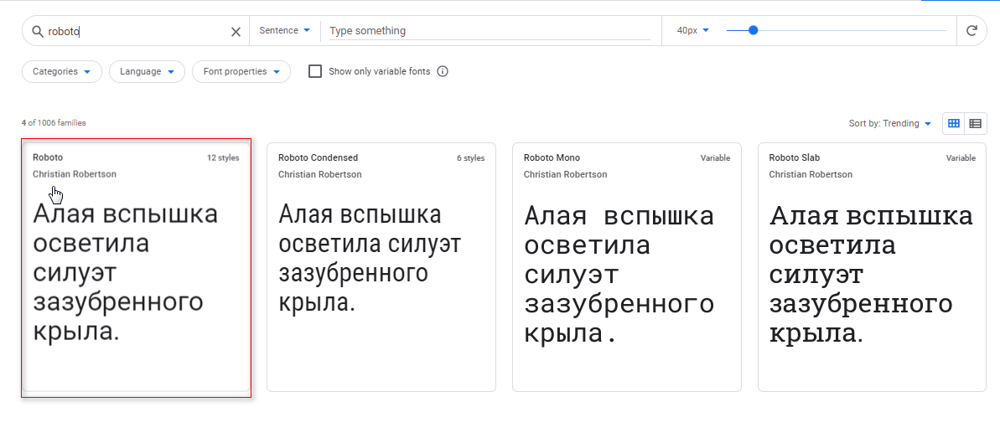 roboto
Sentence
Type something
40px
Categories
Language
Font properties
Show only variable fonts
4 of 1006 families
Sort by: Trending
Roboto
12 styles
Christian Robertson
Алая вспышка
осветила
силуэт
зазубренного
крыла.
Roboto Condensed
6 styles
Christian Robertson
Алая вспышка
осветила силуэт
зазубренного
крыла.
Roboto Mono
Variable
Christian Robertson
Алая вспышка
осветила
силуэт
зазубренного
крыла.
Roboto Slab
Variable
Christian Robertson
Алая вспышка
осветила
силуэт
зазубренного
крыла.